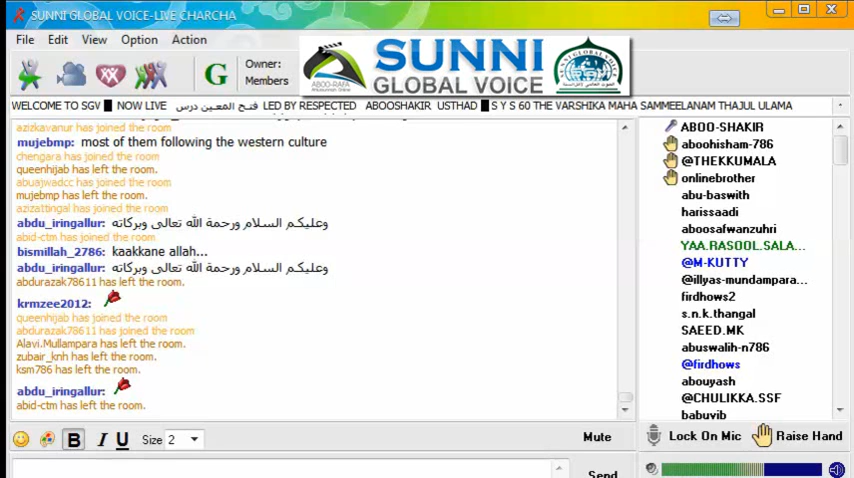 SUNNI GLOBAL VOICE-LIVE CHARCHA
File Edit View Option Action
G Owner:
Members
ABOO-RAFA
SUNNI
GLOBAL VOICE
WELCOME TO SGV █ NOW LIVE فتح المعين درس LED BY RESPECTED ABOOSHAKIR USTHAD █ S Y S 60 THE VARSHIKA MAHA SAMMEELANAM THAJUL ULAMA
azizkavanur has joined the room
mujebmp: most of them following the western culture
chengara has joined the room
queenhijab has left the room.
abuajwadcc has joined the room
mujebmp has left the room.
azizattingal has joined the room
abdu_iringallur: وعليكم السلام ورحمة الله تعالى وبركاته
abid-ctm has joined the room
bismillah_2786: kaakkane allah...
abdu_iringallur: وعليكم السلام ورحمة الله تعالى وبركاته
abdurazak78611 has left the room.
krmzee2012:
queenhijab has joined the room
abdurazak78611 has joined the room
Alavi.Mullampara has left the room.
zubair_knh has left the room.
ksm786 has left the room.
abdu_iringallur:
abid-ctm has left the room.
ABOO-SHAKIR
aboohisham-786
@THEKKUMALA
onlinebrother
abu-baswith
harissaadi
aboosafwanzuhri
YAA.RASOOL.SALA...
@M-KUTTY
@illyas-mundampara...
firdhows2
s.n.k.thangal
SAEED.MK
abuswalih-n786
@firdhows
abouyash
@CHULIKKA.SSF
babuvib
B I U Size 2 Mute
Lock On Mic Raise Hand
Send